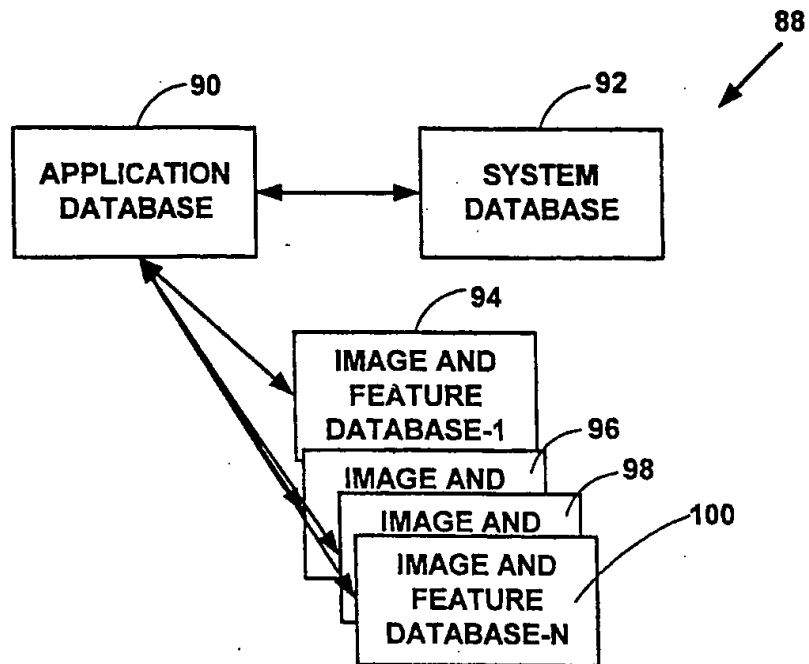 88
90
92
APPLICATION
DATABASE
SYSTEM
DATABASE
94
IMAGE AND
FEATURE
DATABASE-1
96
IMAGE AND
98
IMAGE AND
100
IMAGE AND
FEATURE
DATABASE-N